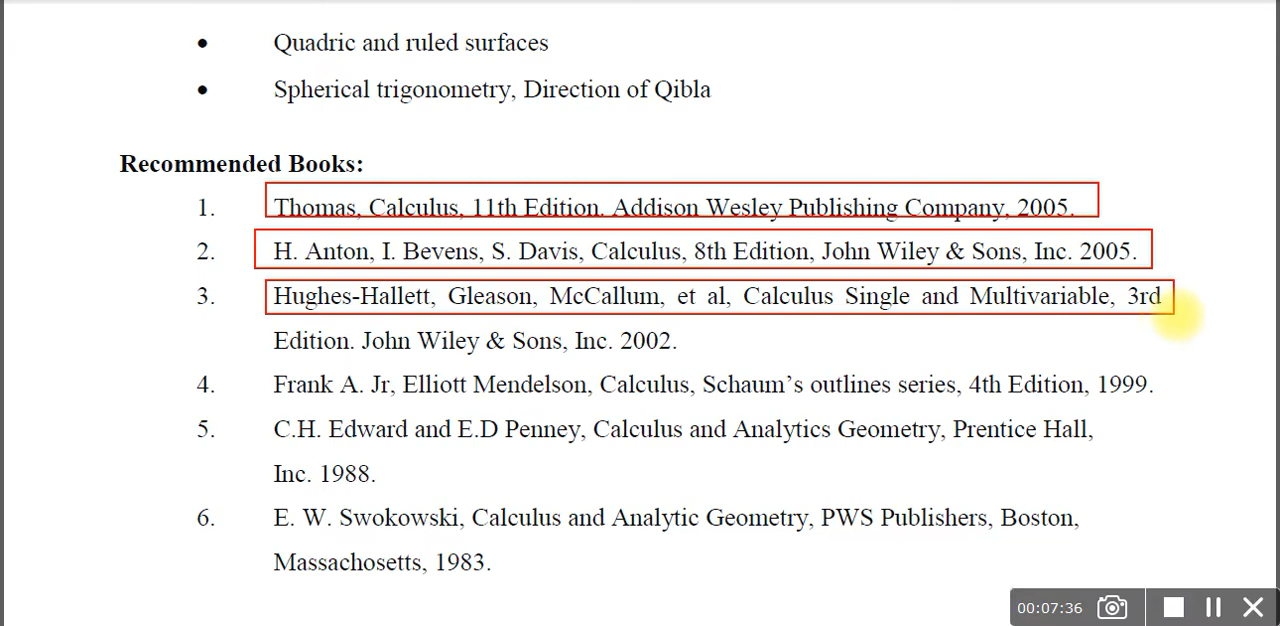 • Quadric and ruled surfaces
• Spherical trigonometry, Direction of Qibla
Recommended Books:
1. Thomas, Calculus, 11th Edition. Addison Wesley Publishing Company, 2005.
2. H. Anton, I. Bevens, S. Davis, Calculus, 8th Edition, John Wiley & Sons, Inc. 2005.
3. Hughes-Hallett, Gleason, McCallum, et al, Calculus Single and Multivariable, 3rd
Edition. John Wiley & Sons, Inc. 2002.
4. Frank A. Jr, Elliott Mendelson, Calculus, Schaum’s outlines series, 4th Edition, 1999.
5. C.H. Edward and E.D Penney, Calculus and Analytics Geometry, Prentice Hall,
Inc. 1988.
6. E. W. Swokowski, Calculus and Analytic Geometry, PWS Publishers, Boston,
Massachosetts, 1983.
00:07:36